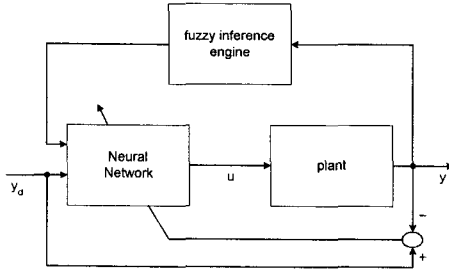 fuzzy inference
engine
Neural
Network
u
plant
y
y_d
−
+